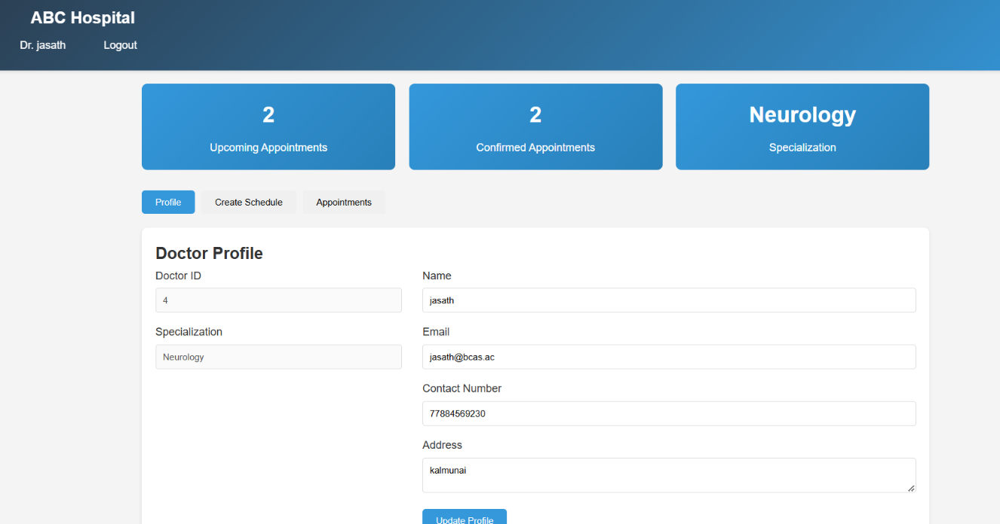 ABC Hospital
Dr. jasath Logout
2
Upcoming Appointments
2
Confirmed Appointments
Neurology
Specialization
Profile Create Schedule Appointments
Doctor Profile
Doctor ID
4
Specialization
Neurology
Name
jasath
Email
jasath@bcas.ac
Contact Number
77884569230
Address
kalmunai
Update Profile